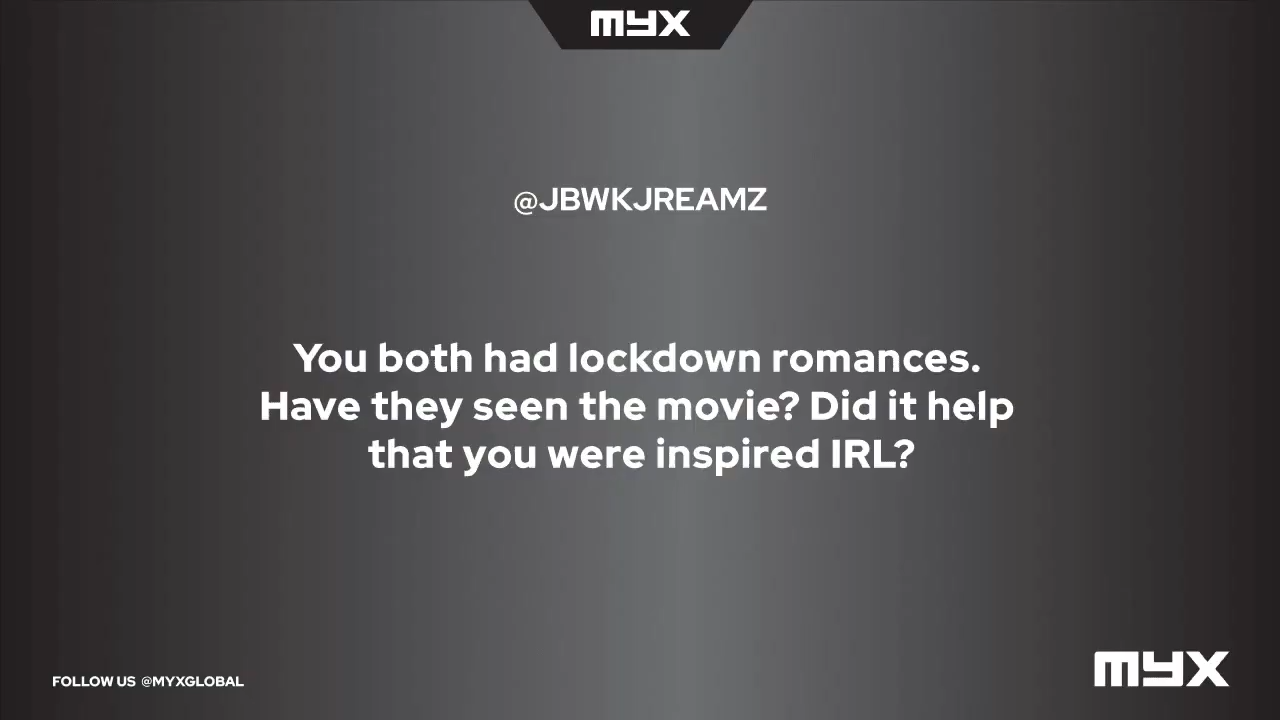 myx
@JBWKJREAMZ
You both had lockdown romances.
Have they seen the movie? Did it help
that you were inspired IRL?
FOLLOW US @MYXGLOBAL
myx